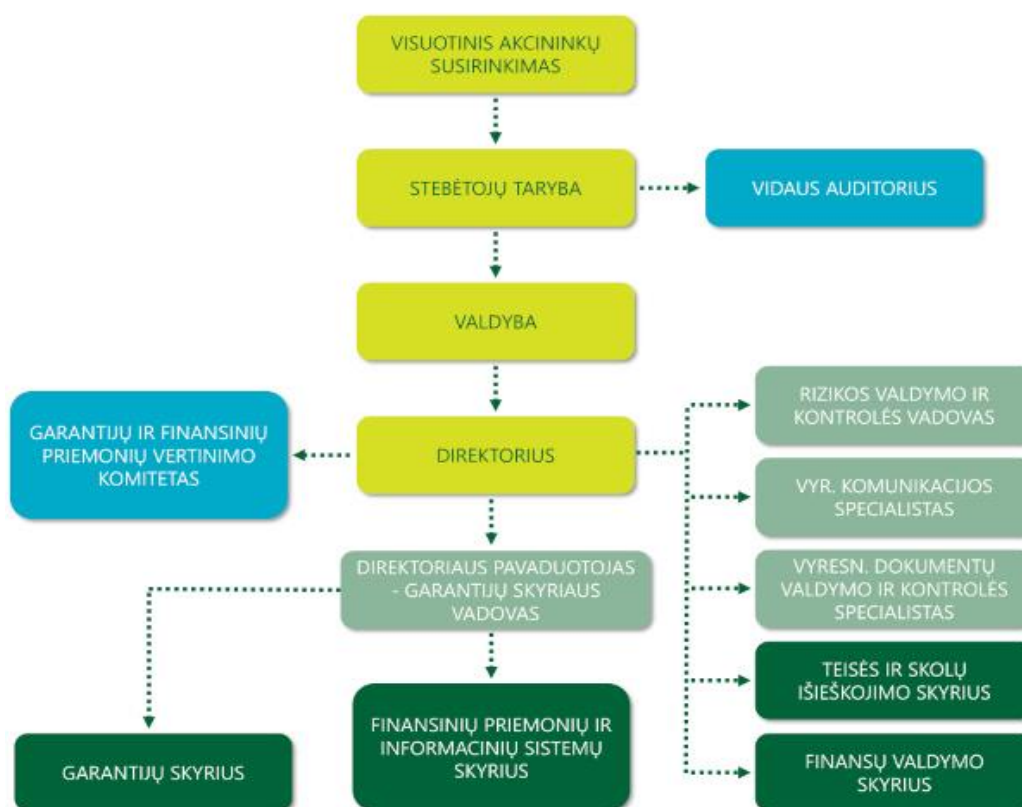 VISUOTINIS AKCININKŲ
SUSIRINKIMAS
STEBĖTOJŲ TARYBA
VIDAUS AUDITORIUS
VALDYBA
GARANTIJŲ IR FINANSINIŲ
PRIEMONIŲ VERTINIMO
KOMITETAS
DIREKTORIUS
RIZIKOS VALDYMO IR
KONTROLĖS VADOVAS
VYR. KOMUNIKACIJOS
SPECIALISTAS
VYRESN. DOKUMENTŲ
VALDYMO IR KONTROLĖS
SPECIALISTAS
TEISĖS IR SKOLŲ
IŠIEŠKOJIMO SKYRIUS
FINANSŲ VALDYMO
SKYRIUS
DIREKTORIAUS PAVADUOTOJAS
- GARANTIJŲ SKYRIAUS
VADOVAS
GARANTIJŲ SKYRIUS
FINANSINIŲ PRIEMONIŲ IR
INFORMACINIŲ SISTEMŲ
SKYRIUS